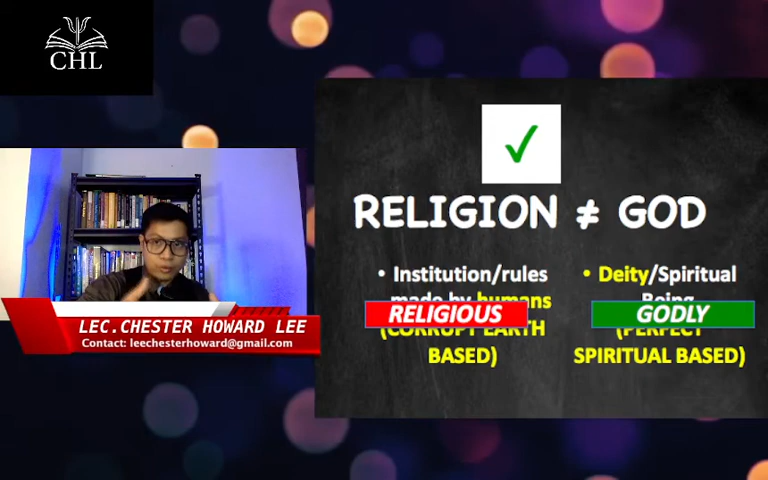 CHL
✓
RELIGION ≠ GOD
• Institution/rules
made by humans
(CORRUPT EARTH
BASED)
RELIGIOUS
• Deity/Spiritual
Being
(PERFECT
SPIRITUAL BASED)
GODLY
LEC.CHESTER HOWARD LEE
Contact: leechesterhoward@gmail.com